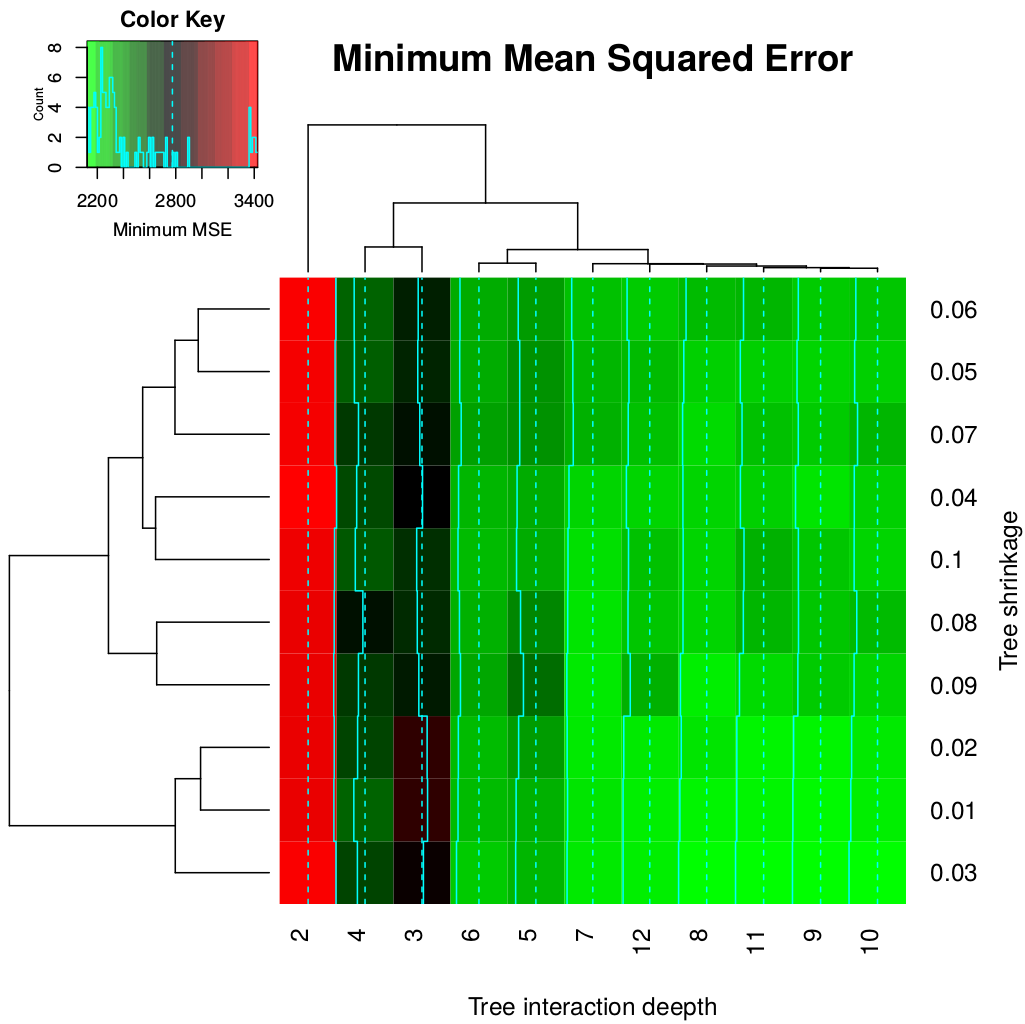 Color Key
Minimum Mean Squared Error
Count
0 2 4 6 8
2200 2800 3400
Minimum MSE
0.06
0.05
0.07
0.04
0.1
0.08
0.09
0.02
0.01
0.03
Tree shrinkage
2 4 3 6 5 7 12 8 11 9 10
Tree interaction deepth